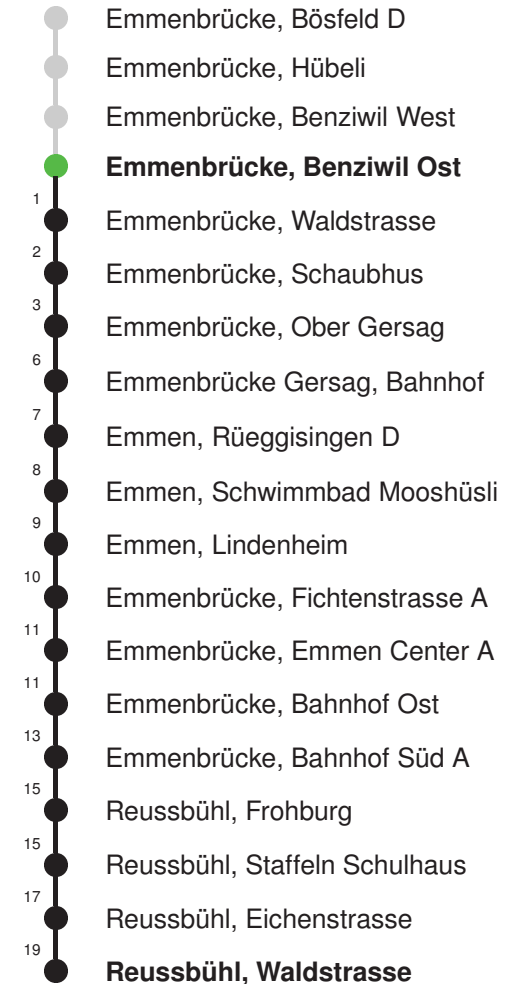 Emmenbrücke, Bösfeld D
Emmenbrücke, Hübeli
Emmenbrücke, Benziwil West
Emmenbrücke, Benziwil Ost
1
Emmenbrücke, Waldstrasse
2
Emmenbrücke, Schaubhus
3
Emmenbrücke, Ober Gersag
6
Emmenbrücke Gersag, Bahnhof
7
Emmen, Rüeggisingen D
8
Emmen, Schwimmbad Mooshüsli
9
Emmen, Lindenheim
10
Emmenbrücke, Fichtenstrasse A
11
Emmenbrücke, Emmen Center A
11
Emmenbrücke, Bahnhof Ost
13
Emmenbrücke, Bahnhof Süd A
15
Reussbühl, Frohburg
15
Reussbühl, Staffeln Schulhaus
17
Reussbühl, Eichenstrasse
19
Reussbühl, Waldstrasse